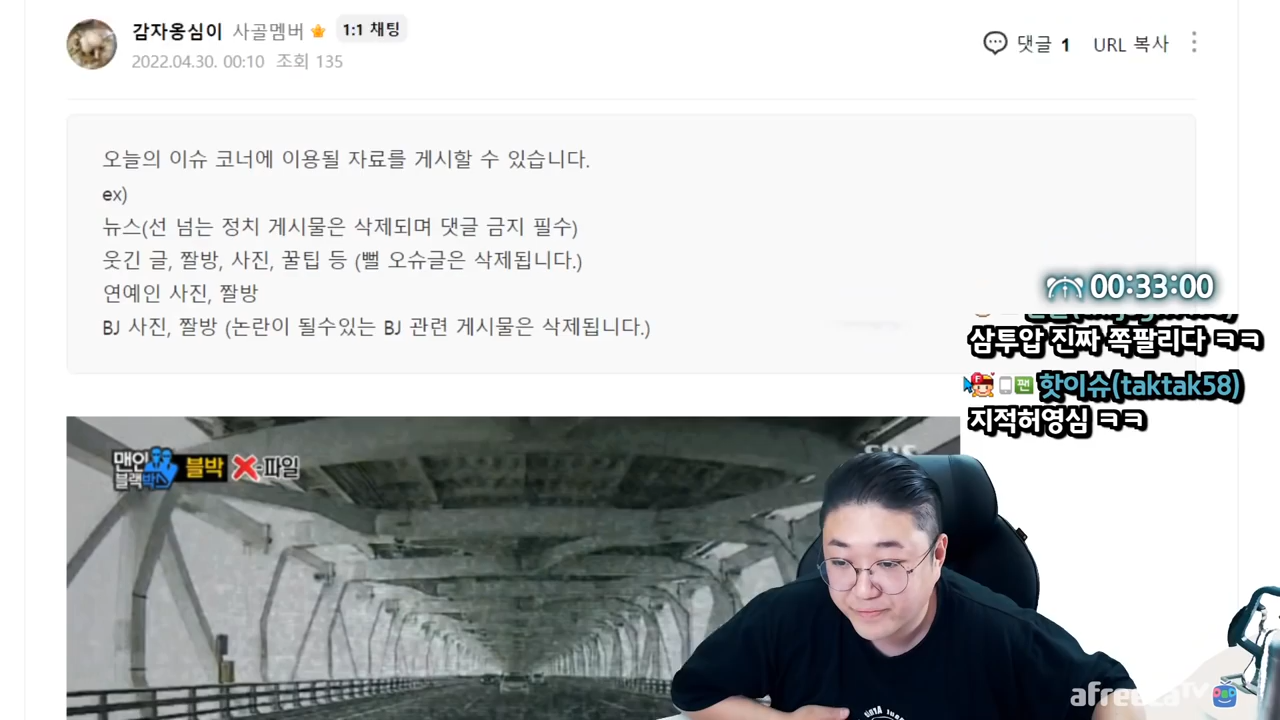 감자옹심이 사골멤버 1:1 채팅
2022.04.30. 00:10 조회 135
댓글 1 URL 복사
오늘의 이슈 코너에 이용될 자료를 게시할 수 있습니다.
ex)
뉴스(선 넘는 정치 게시물은 삭제되며 댓글 금지 필수)
웃긴 글, 짤방, 사진, 꿀팁 등 (뻘 오슈글은 삭제됩니다.)
연예인 사진, 짤방
BJ 사진, 짤방 (논란이 될수있는 BJ 관련 게시물은 삭제됩니다.)
00:33:00
삼투압 진짜 쪽팔리다 ㅋㅋ
팬 핫이슈(taktak58)
지적허영심 ㅋㅋ
맨인
블랙박스
블박 X-파일
SBS
afreecaTV